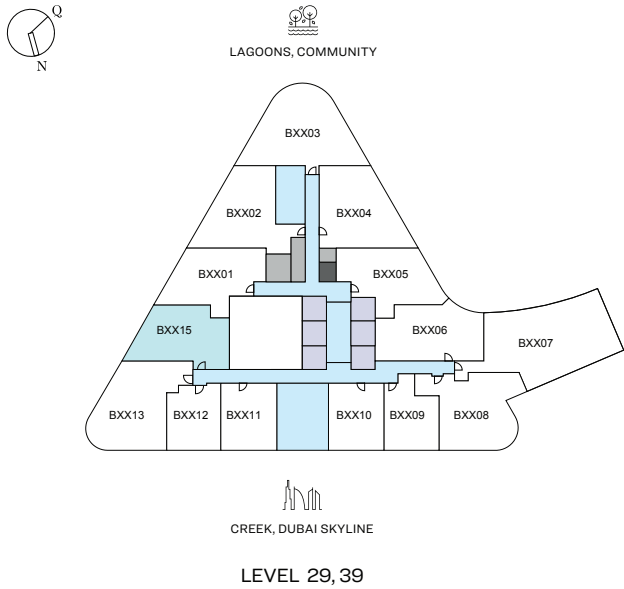 Q
N
LAGOONS, COMMUNITY
BXX03
BXX02 BXX04
BXX01 BXX05
BXX15 BXX06 BXX07
BXX13 BXX12 BXX11 BXX10 BXX09 BXX08
CREEK, DUBAI SKYLINE
LEVEL 29, 39